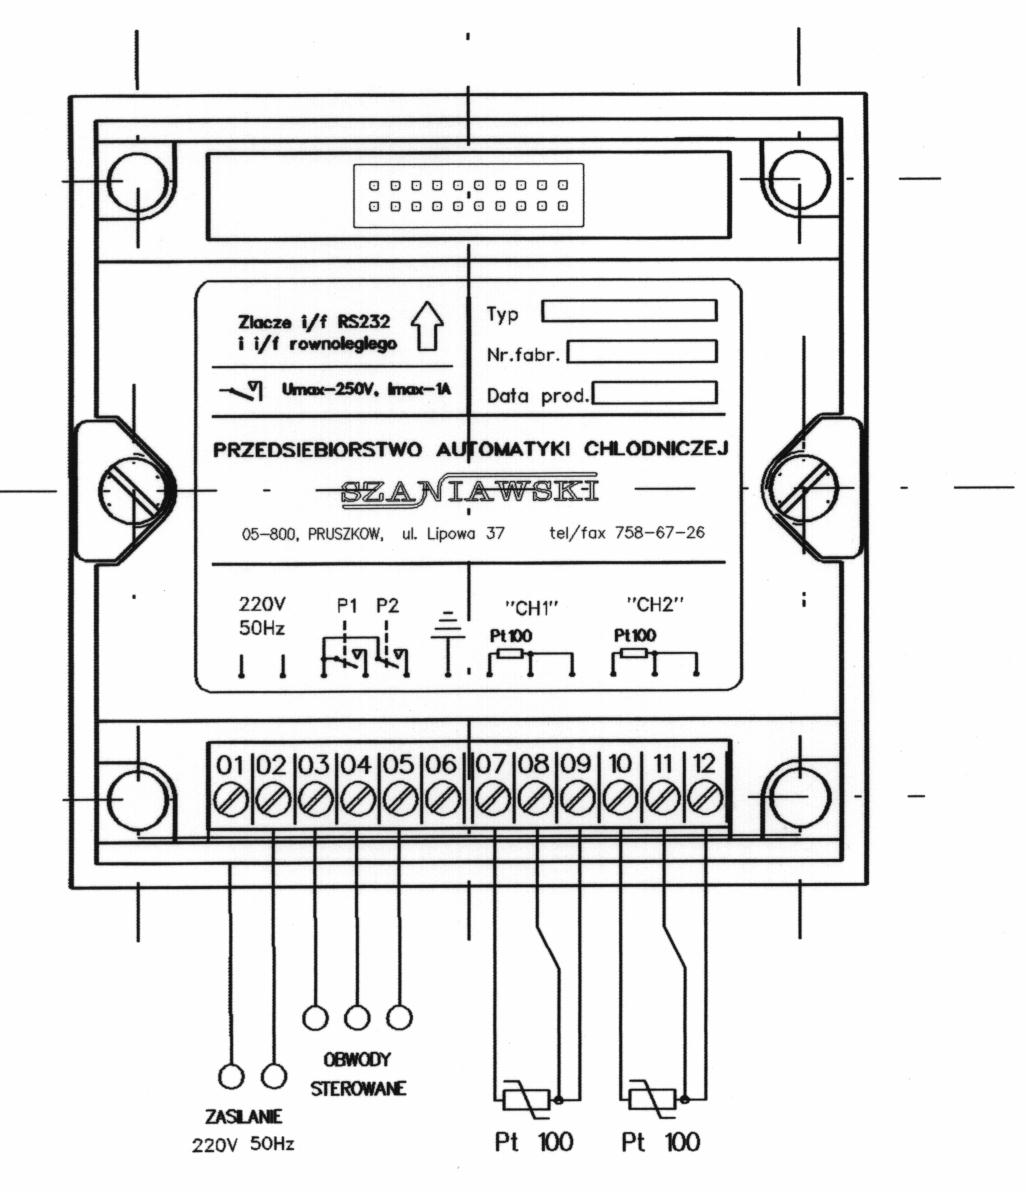 Zlacze i/f RS232
i i/f rownoleglego
Umax-250V, Imax-1A
Typ
Nr.fabr.
Data prod.
PRZEDSIEBIORSTWO AUTOMATYKI CHLODNICZEJ
SZANIAWSKI
05-800, PRUSZKOW, ul. Lipowa 37 tel/fax 758-67-26
220V
50Hz
P1 P2
"CH1"
Pt100
"CH2"
Pt100
01 02 03 04 05 06 07 08 09 10 11 12
OBWODY
STEROWANE
ZASILANIE
220V 50Hz
Pt 100
Pt 100